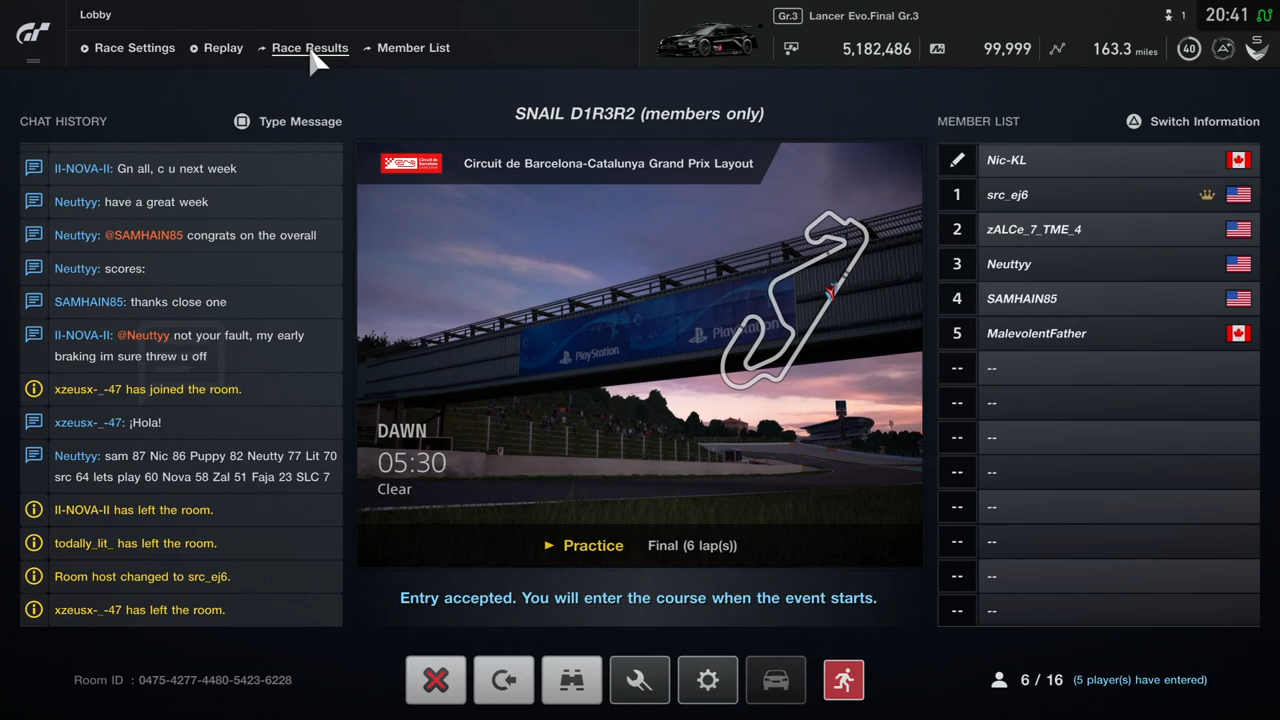 Lobby
Gr.3 Lancer Evo.Final Gr.3
1 20:41
Race Settings Replay Race Results Member List
5,182,486 99,999 163.3 miles 40 S
SNAIL D1R3R2 (members only)
CHAT HISTORY Type Message
MEMBER LIST Switch Information
Circuit de Barcelona-Catalunya Grand Prix Layout
II-NOVA-II: Gn all, c u next week
Neuttyy: have a great week
Neuttyy: @SAMHAIN85 congrats on the overall
Neuttyy: scores:
SAMHAIN85: thanks close one
II-NOVA-II: @Neuttyy not your fault, my early
braking im sure threw u off
xzeusx-_-47 has joined the room.
xzeusx-_-47: ¡Hola!
Neuttyy: sam 87 Nic 86 Puppy 82 Neutty 77 Lit 70
src 64 lets play 60 Nova 58 Zal 51 Faja 23 SLC 7
II-NOVA-II has left the room.
todally_lit_ has left the room.
Room host changed to src_ej6.
xzeusx-_-47 has left the room.
PlayStation
PlayStation
DAWN
05:30
Clear
Practice Final (6 lap(s))
Entry accepted. You will enter the course when the event starts.
Nic-KL
1 src_ej6
2 zALCe_7_TME_4
3 Neuttyy
4 SAMHAIN85
5 MalevolentFather
-- --
-- --
-- --
-- --
-- --
-- --
-- --
-- --
Room ID : 0475-4277-4480-5423-6228
6 / 16 (5 player(s) have entered)